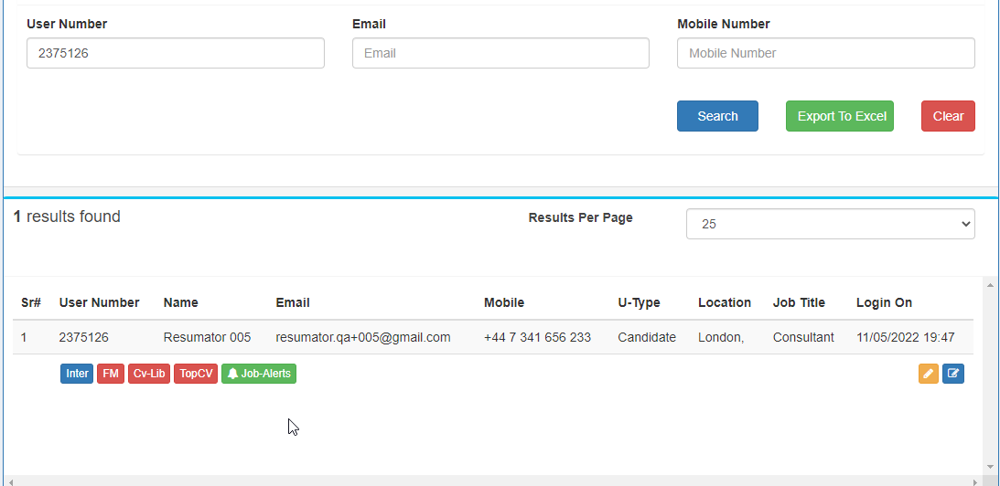 User Number Email Mobile Number
2375126 Email Mobile Number
Search Export To Excel Clear
1 results found Results Per Page 25
Sr# User Number Name Email Mobile U-Type Location Job Title Login On
1 2375126 Resumator 005 resumator.qa+005@gmail.com +44 7 341 656 233 Candidate London, Consultant 11/05/2022 19:47
Inter FM Cv-Lib TopCV Job-Alerts